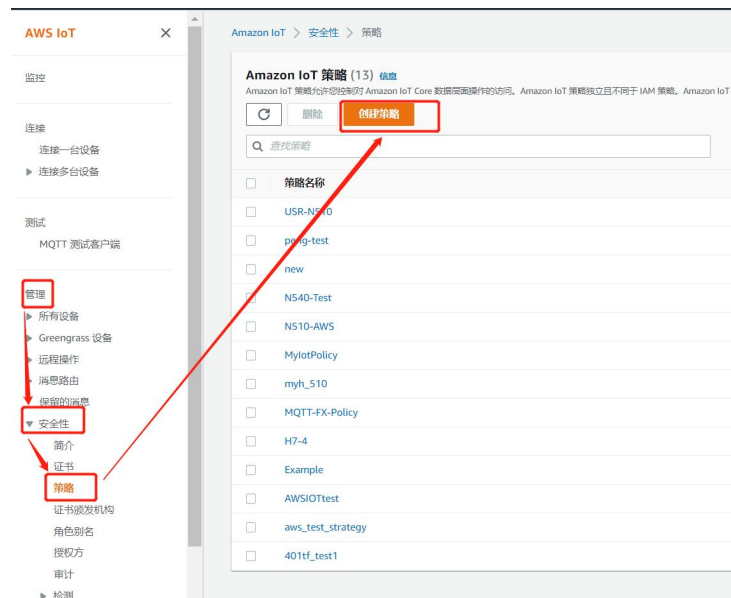 AWS IoT
监控
连接
连接一台设备
连接多台设备
测试
MQTT 测试客户端
管理
所有设备
Greengrass 设备
远程操作
消息路由
保留的消息
安全性
简介
证书
策略
证书颁发机构
角色别名
授权方
审计
检测
Amazon IoT > 安全性 > 策略
Amazon IoT 策略 (13) 信息
Amazon IoT 策略允许您控制对 Amazon IoT Core 数据层面操作的访问。Amazon IoT 策略独立且不同于 IAM 策略。Amazon IoT
删除 创建策略
查找策略
策略名称
USR-N510
peng-test
new
N540-Test
N510-AWS
MyIotPolicy
myh_510
MQTT-FX-Policy
H7-4
Example
AWSIOTtest
aws_test_strategy
401tf_test1